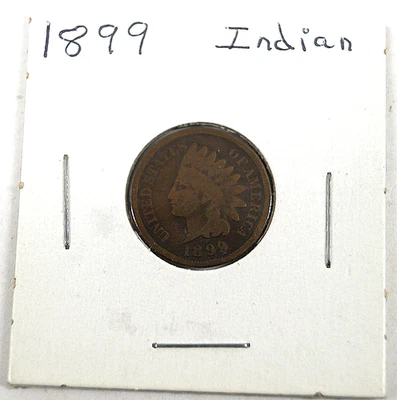 1899 Indian
UNITED STATES OF AMERICA
1899